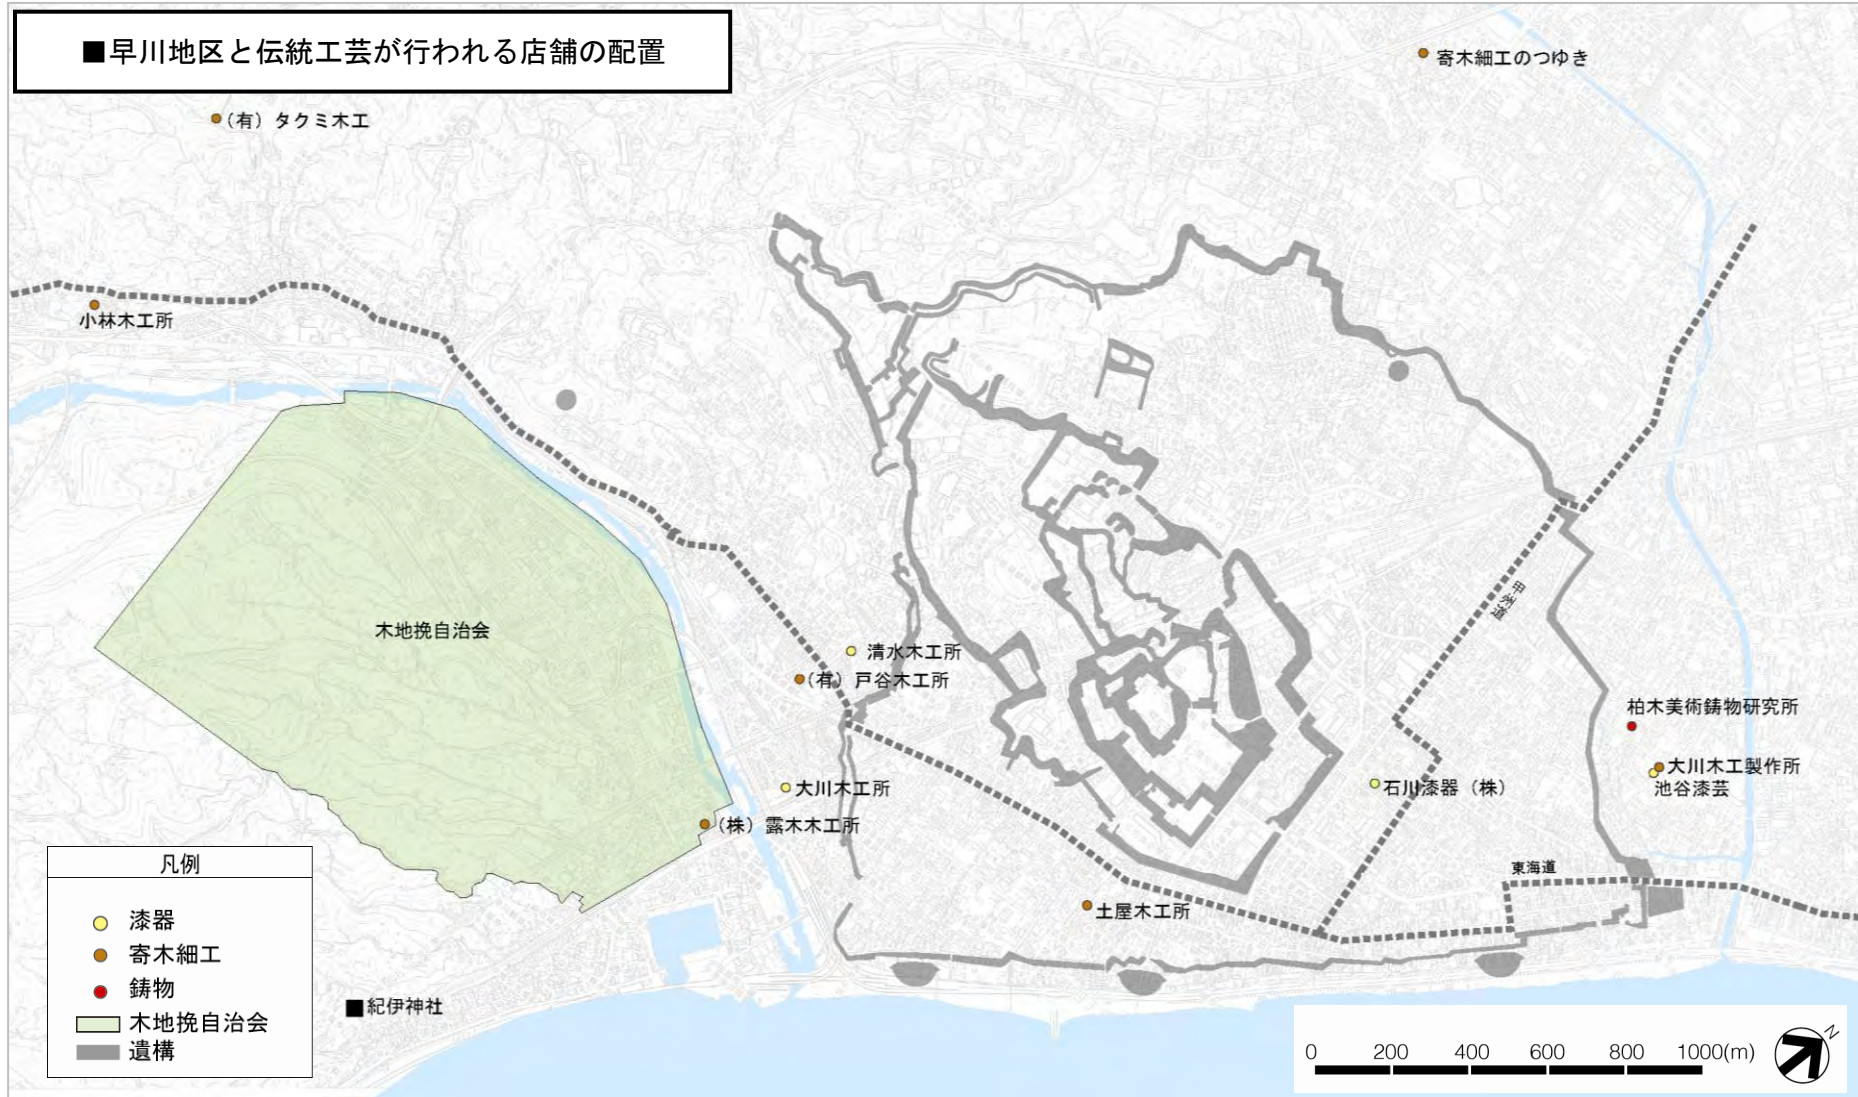 ■早川地区と伝統工芸が行われる店舗の配置
寄木細工のつゆき
（有）タクミ木工
小林木工所
甲州道
木地挽自治会
清水木工所
（有）戸谷木工所
柏木美術鋳物研究所
大川木工製作所
池谷漆芸
石川漆器（株）
大川木工所
（株）露木木工所
東海道
土屋木工所
紀伊神社
凡例
漆器
寄木細工
鋳物
木地挽自治会
遺構
0 200 400 600 800 1000(m)
N